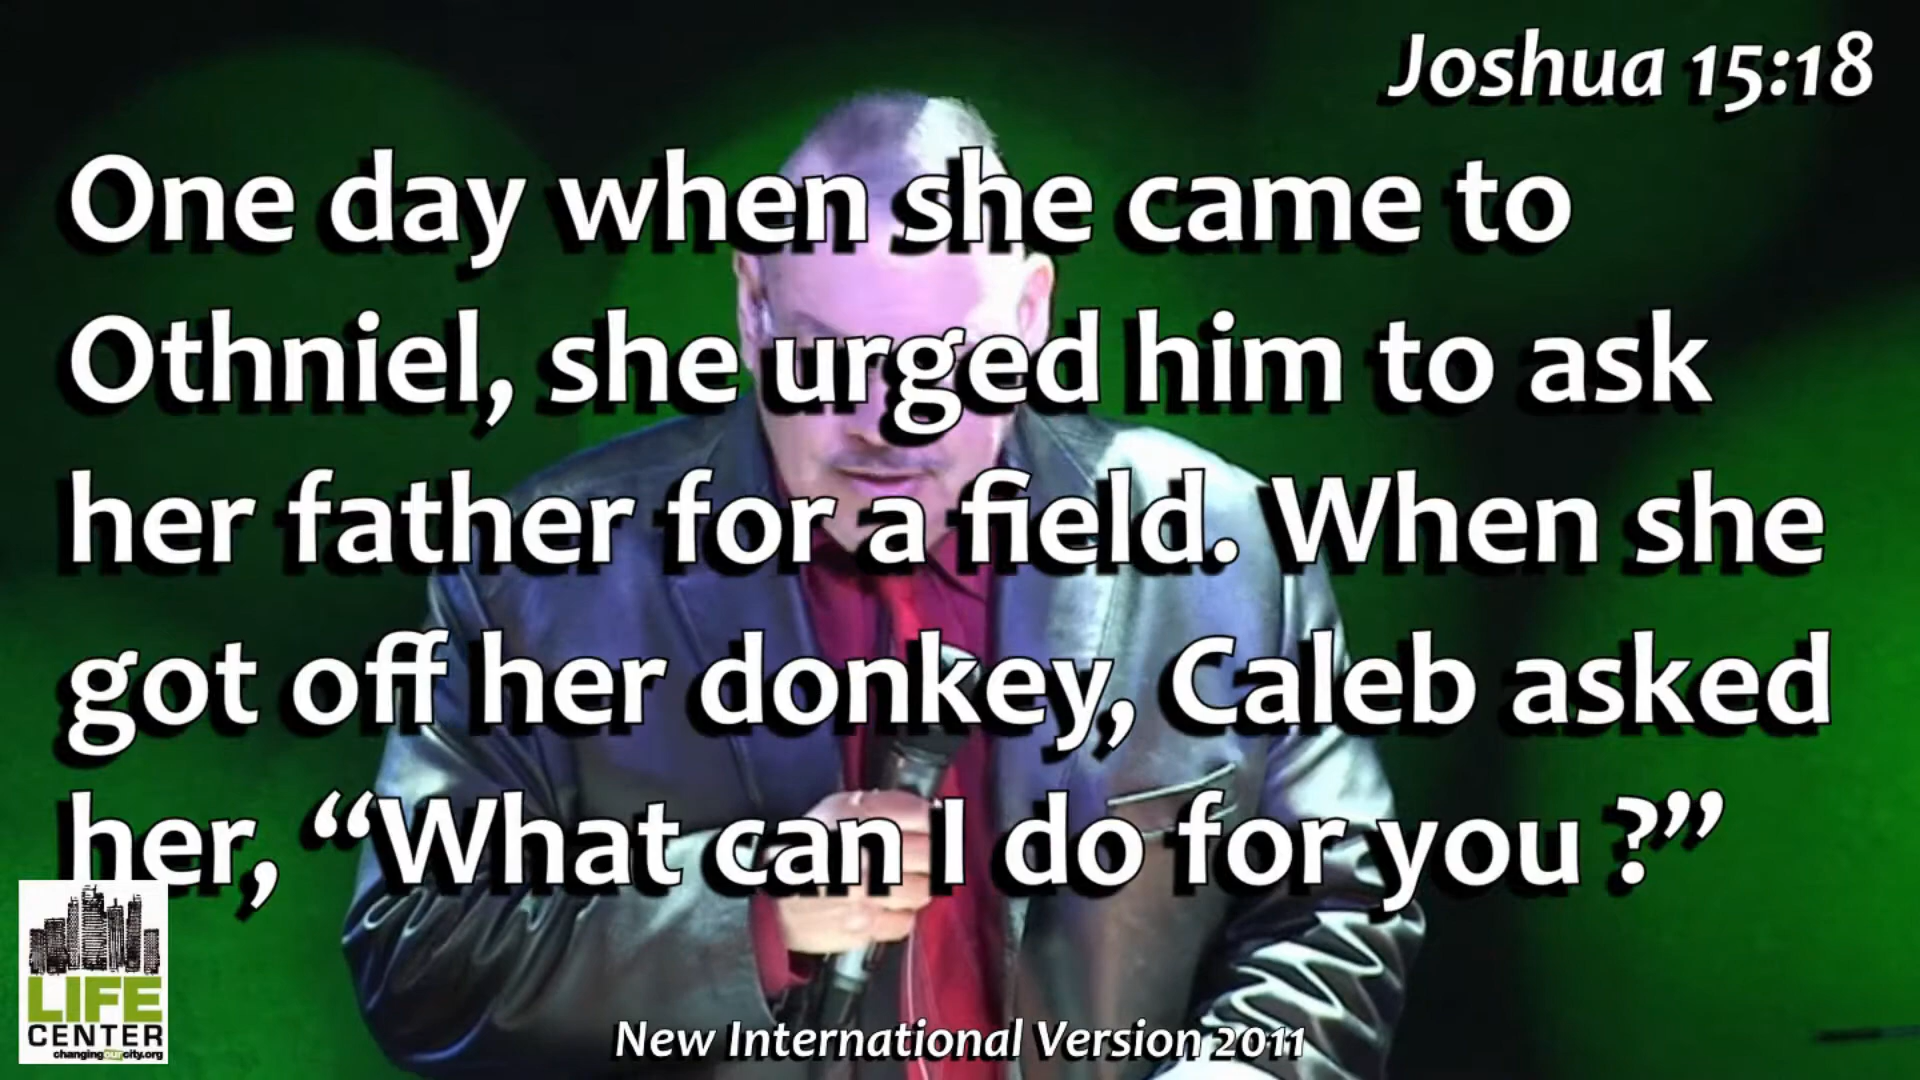 Joshua 15:18
One day when she came to
Othniel, she urged him to ask
her father for a field. When she
got off her donkey, Caleb asked
her, “What can I do for you ?”
LIFE
CENTER
changingourcity.org
New International Version 2011